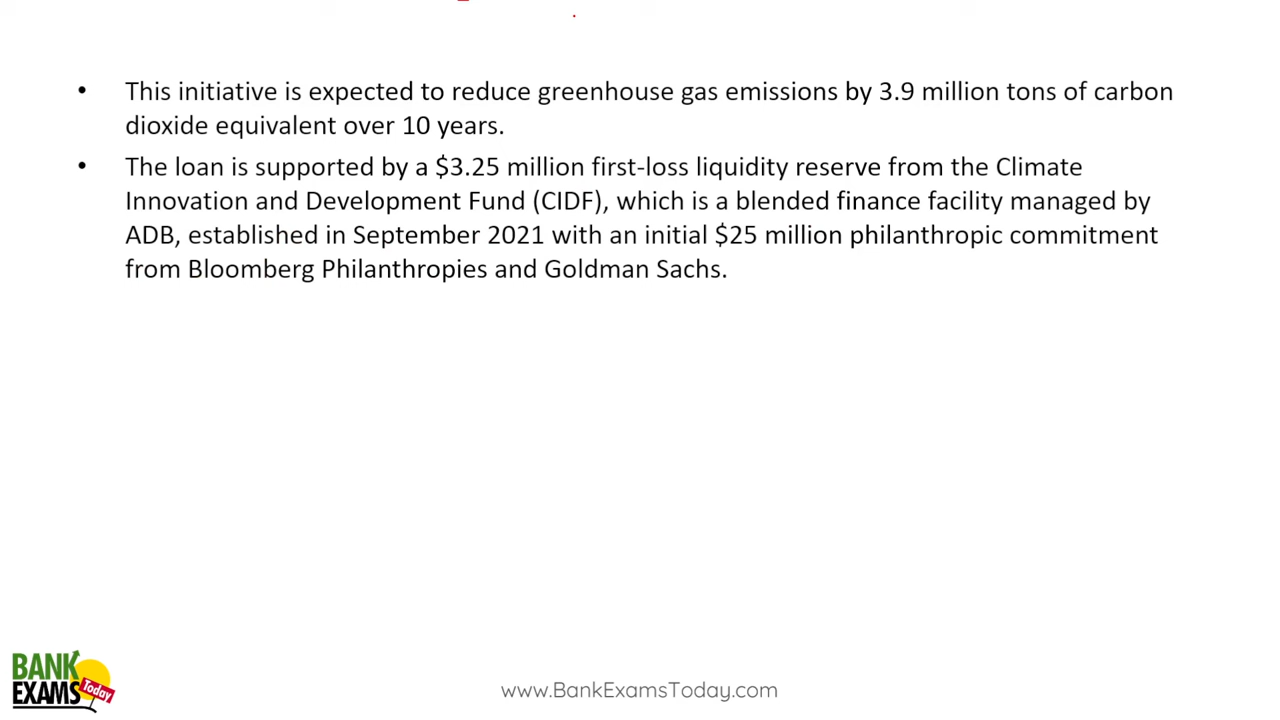 • This initiative is expected to reduce greenhouse gas emissions by 3.9 million tons of carbon
dioxide equivalent over 10 years.
• The loan is supported by a $3.25 million first-loss liquidity reserve from the Climate
Innovation and Development Fund (CIDF), which is a blended finance facility managed by
ADB, established in September 2021 with an initial $25 million philanthropic commitment
from Bloomberg Philanthropies and Goldman Sachs.
BANK
EXAMS
Today
www.BankExamsToday.com